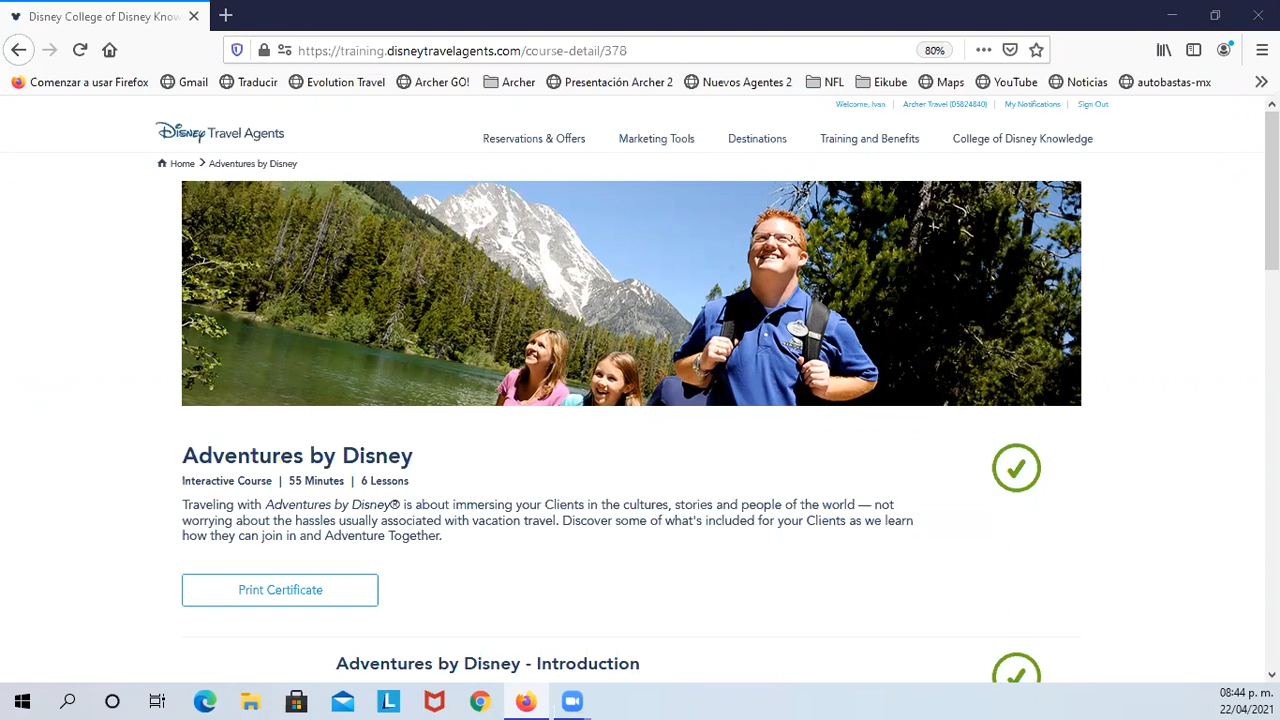 Disney College of Disney Know
https://training.disneytravelagents.com/course-detail/378
80%
Comenzar a usar Firefox
Gmail
Traducir
Evolution Travel
Archer GO!
Archer
Presentación Archer 2
Nuevos Agentes 2
NFL
Eikube
Maps
YouTube
Noticias
autobastas-mx
Welcome, Ivan
Archer Travel (05824840)
My Notifications
Sign Out
Disney Travel Agents
Reservations & Offers
Marketing Tools
Destinations
Training and Benefits
College of Disney Knowledge
Home > Adventures by Disney
Adventures by Disney
Interactive Course | 55 Minutes | 6 Lessons
Traveling with Adventures by Disney® is about immersing your Clients in the cultures, stories and people of the world — not
worrying about the hassles usually associated with vacation travel. Discover some of what's included for your Clients as we learn
how they can join in and Adventure Together.
Print Certificate
Adventures by Disney - Introduction
08:44 p. m.
22/04/2021